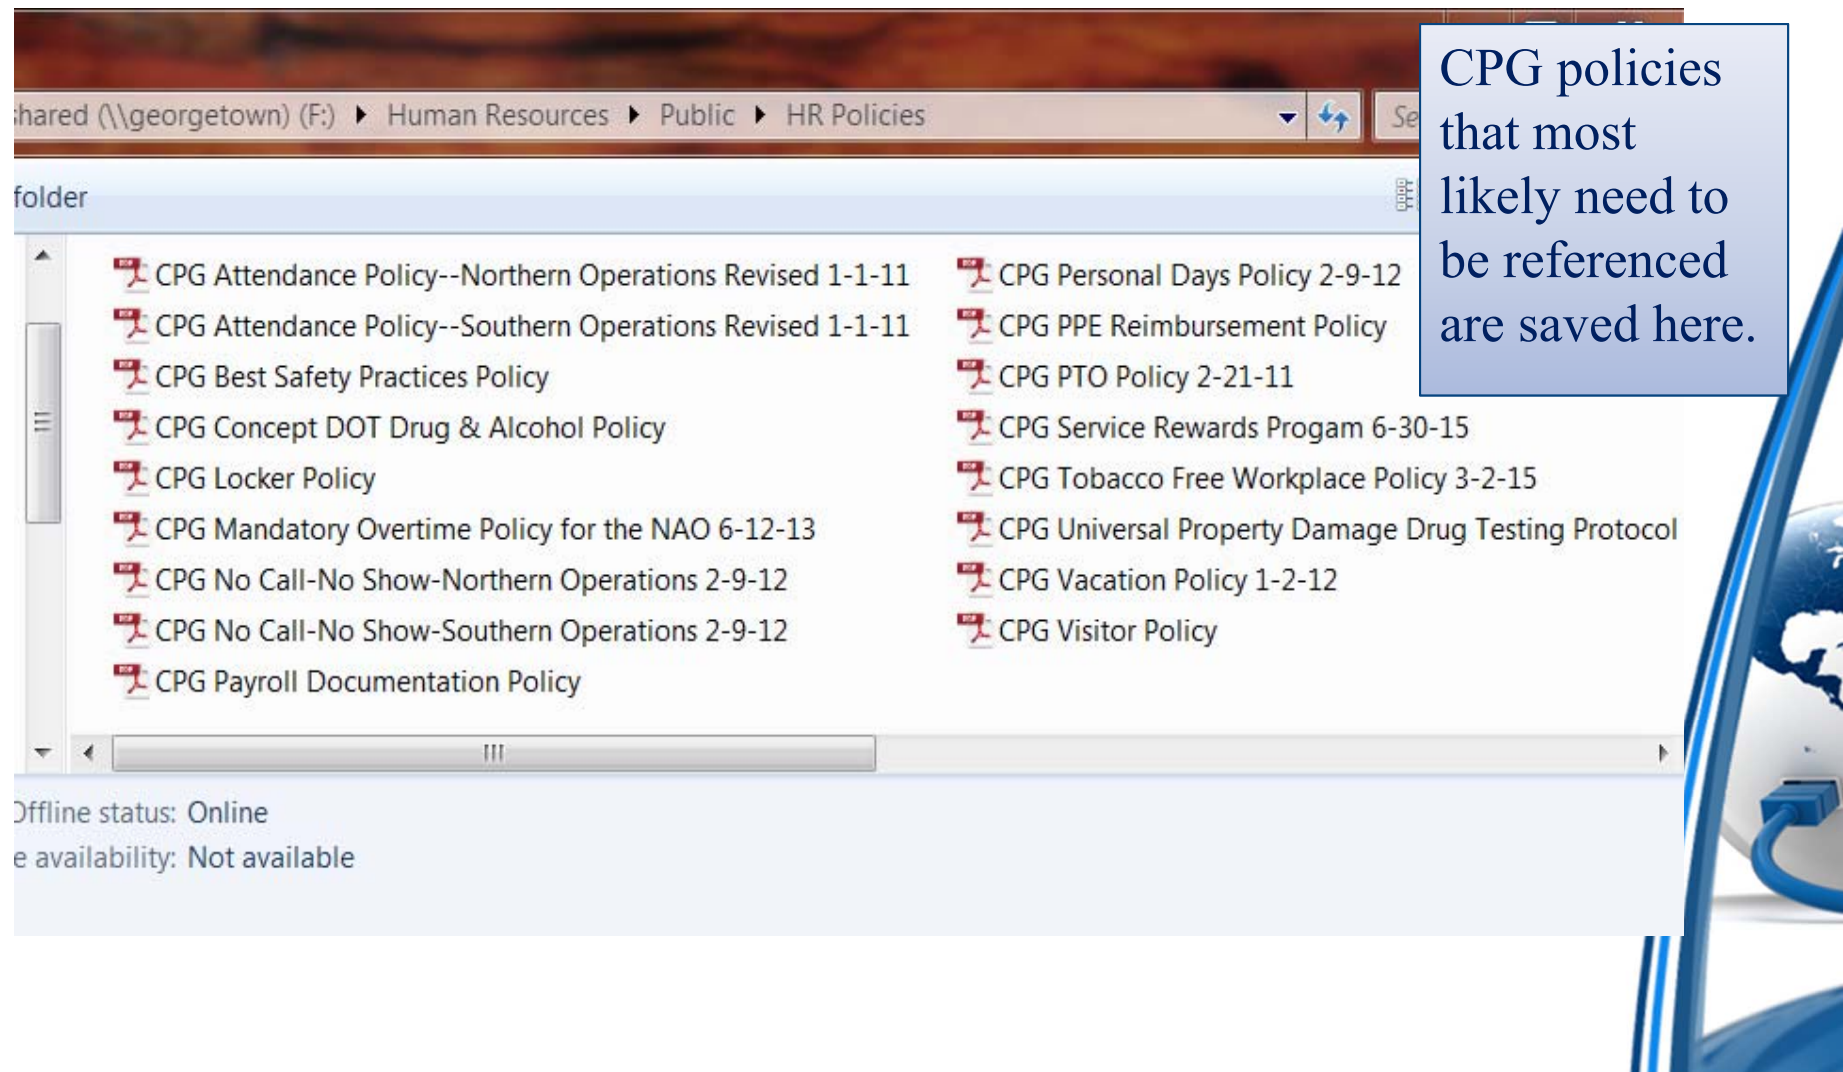 shared (\\georgetown) (F:) Human Resources Public HR Policies
Se
folder
CPG Attendance Policy--Northern Operations Revised 1-1-11
CPG Attendance Policy--Southern Operations Revised 1-1-11
CPG Best Safety Practices Policy
CPG Concept DOT Drug & Alcohol Policy
CPG Locker Policy
CPG Mandatory Overtime Policy for the NAO 6-12-13
CPG No Call-No Show-Northern Operations 2-9-12
CPG No Call-No Show-Southern Operations 2-9-12
CPG Payroll Documentation Policy
CPG Personal Days Policy 2-9-12
CPG PPE Reimbursement Policy
CPG PTO Policy 2-21-11
CPG Service Rewards Progam 6-30-15
CPG Tobacco Free Workplace Policy 3-2-15
CPG Universal Property Damage Drug Testing Protocol
CPG Vacation Policy 1-2-12
CPG Visitor Policy
Offline status: Online
e availability: Not available
CPG policies
that most
likely need to
be referenced
are saved here.